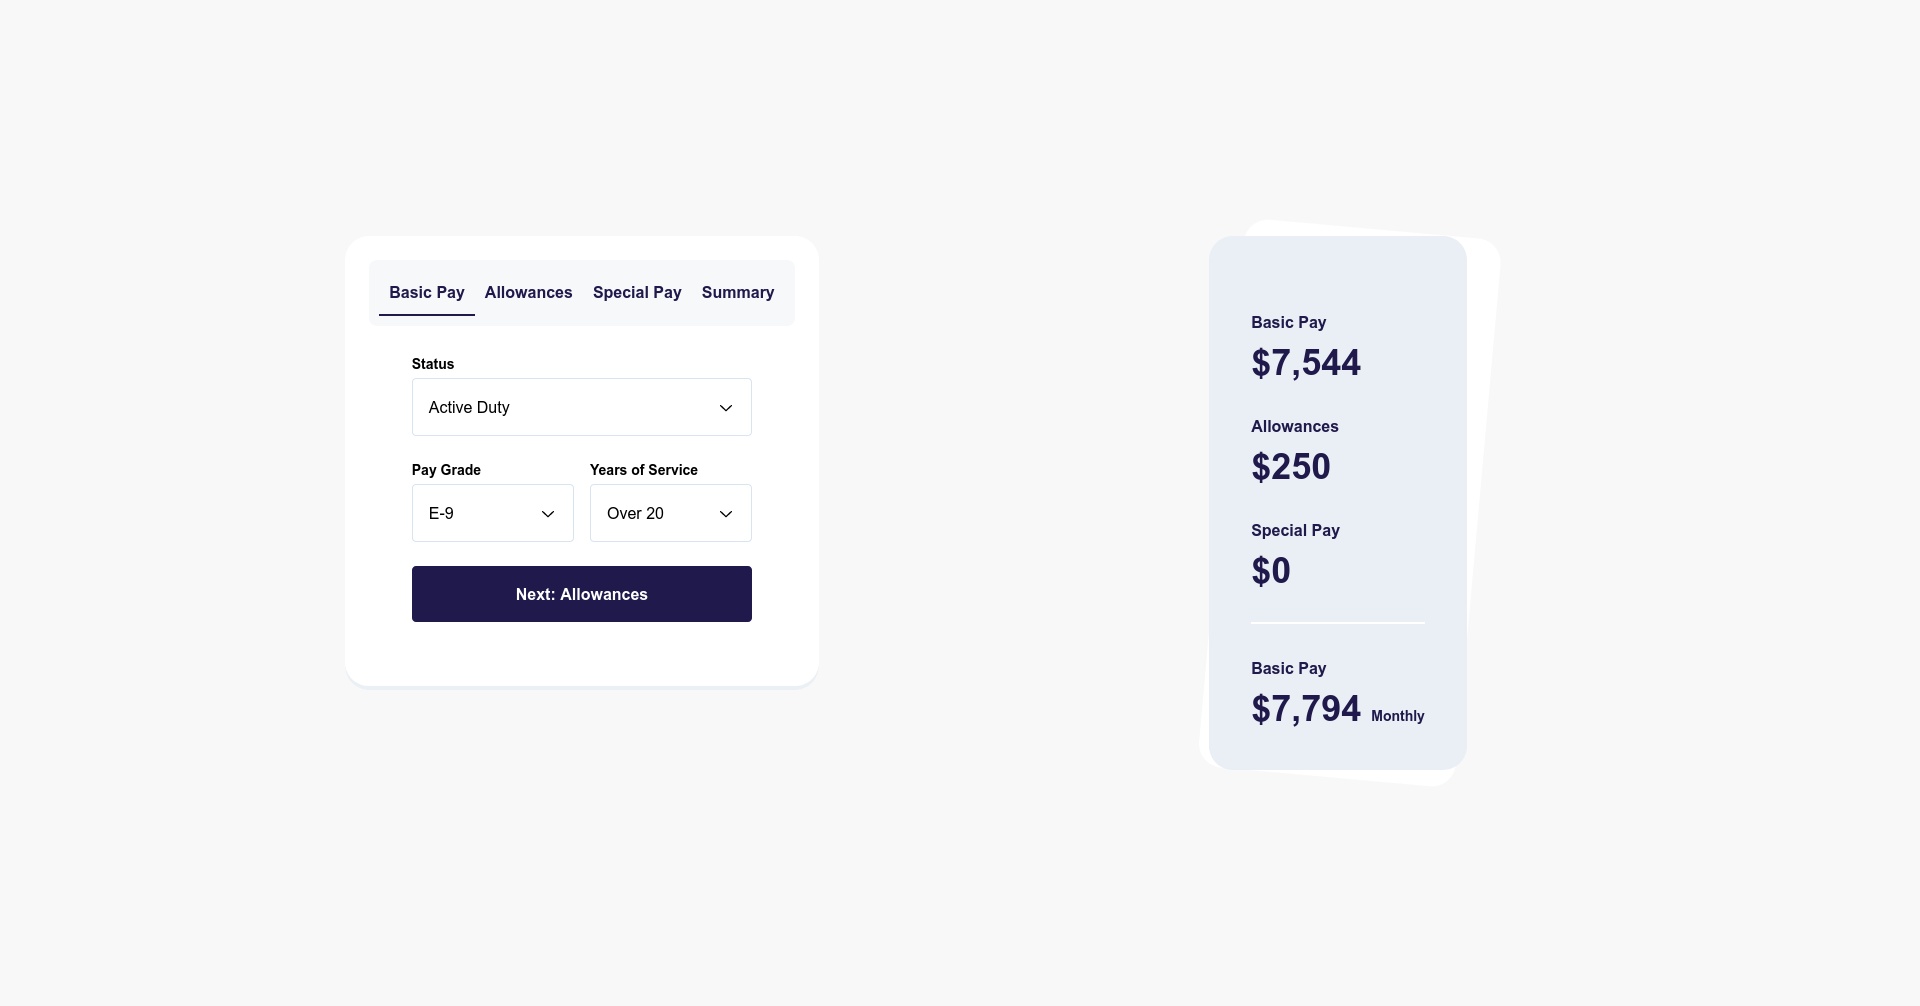 Basic Pay Allowances Special Pay Summary
Status
Active Duty
Pay Grade Years of Service
E-9 Over 20
Next: Allowances
Basic Pay
$7,544
Allowances
$250
Special Pay
$0
Basic Pay
$7,794 Monthly